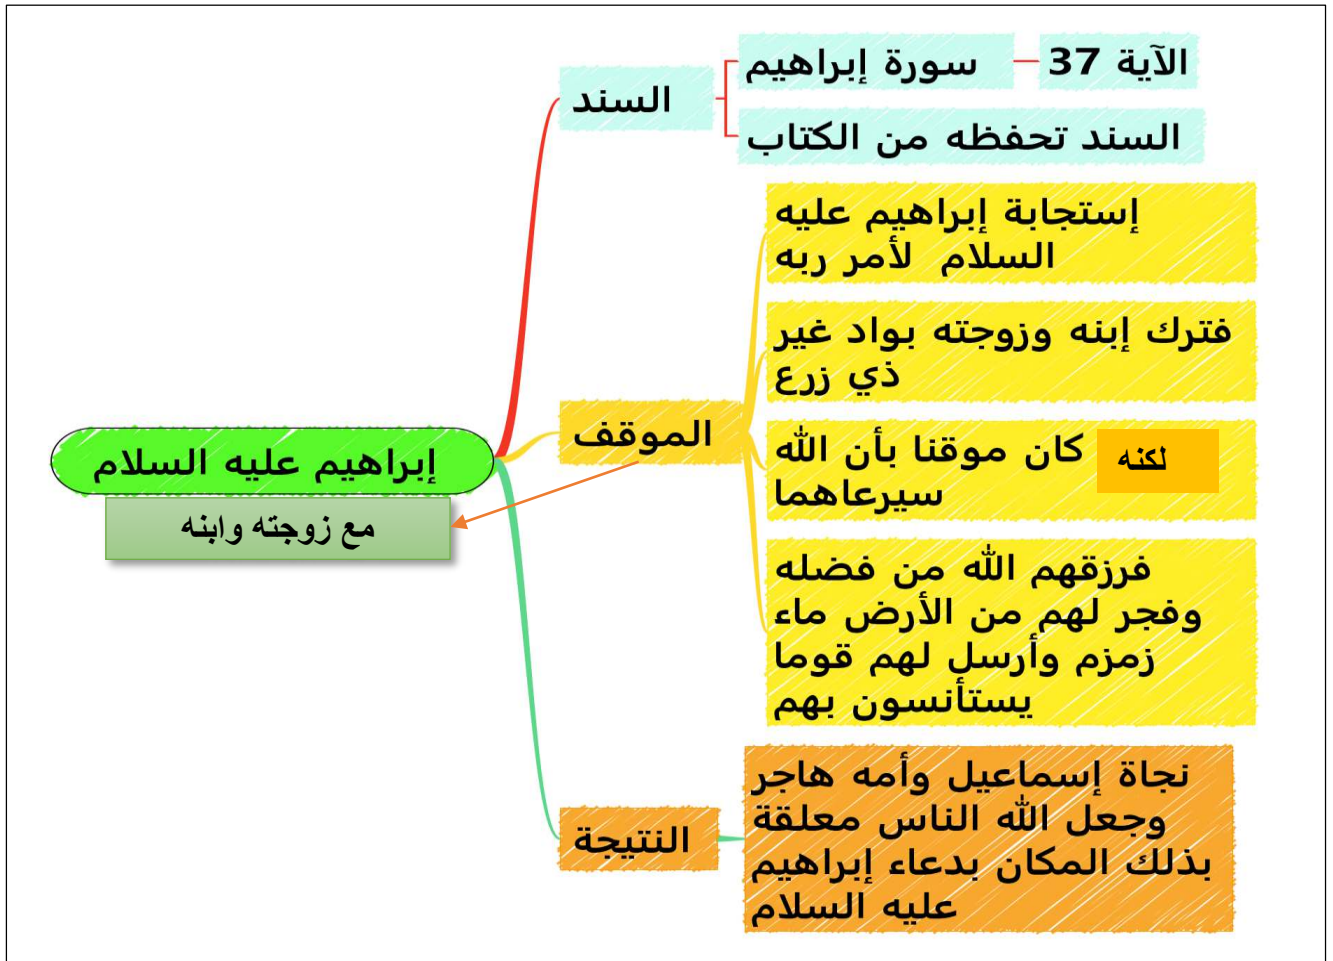 إبراهيم عليه السلام
مع زوجته وابنه
السند
سورة إبراهيم
الآية 37
السند تحفظه من الكتاب
الموقف
إستجابة إبراهيم عليه
السلام لأمر ربه
فترك إبنه وزوجته بواد غير
ذي زرع
لكنه
كان موقنا بأن الله
سيرعاهما
فرزقهم الله من فضله
وفجر لهم من الأرض ماء
زمزم وأرسل لهم قوما
يستأنسون بهم
النتيجة
نجاة إسماعيل وأمه هاجر
وجعل الله الناس معلقة
بذلك المكان بدعاء إبراهيم
عليه السلام